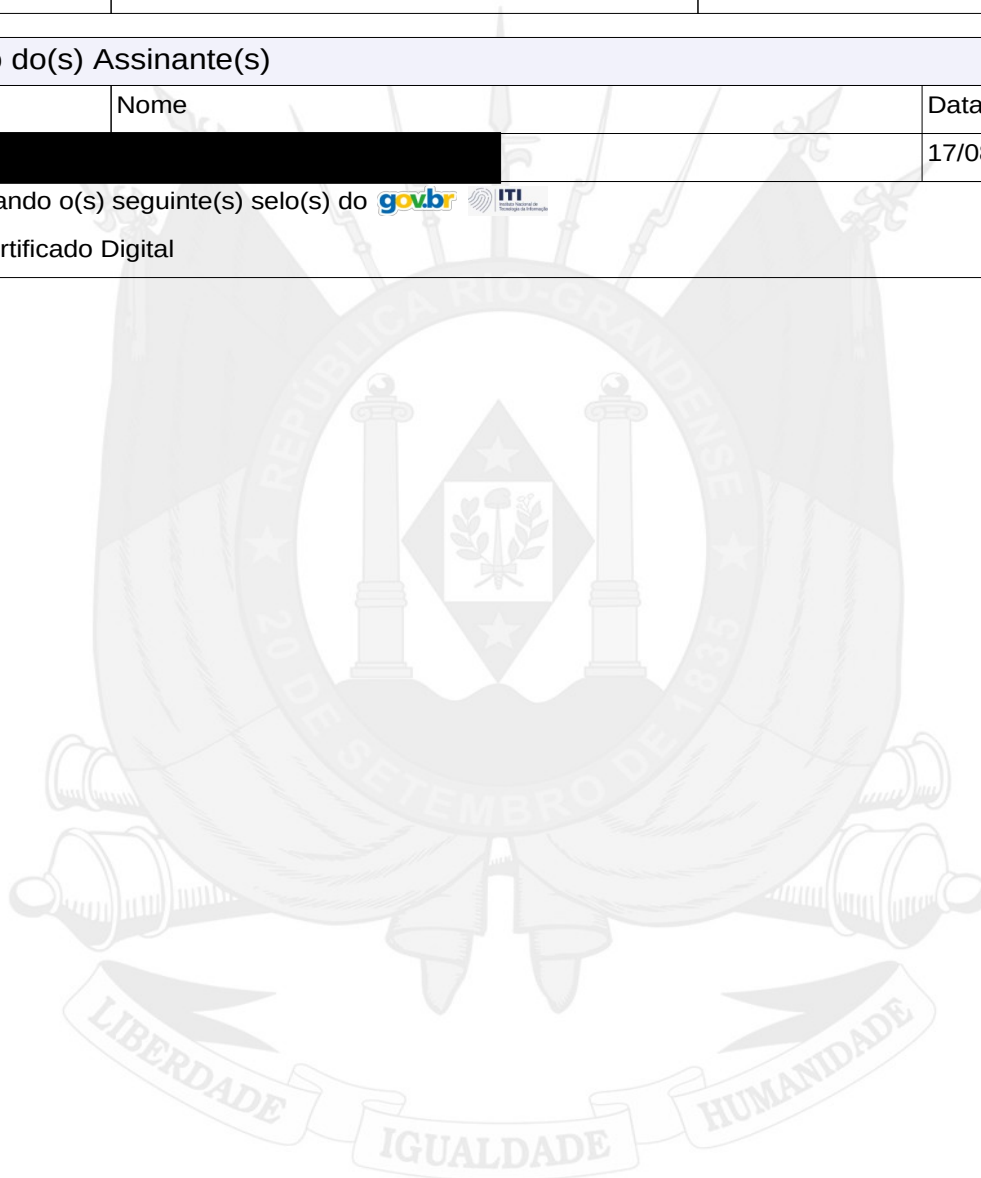 do(s) Assinante(s)
Nome
Data
17/0
ando o(s) seguinte(s) selo(s) do gov.br ITI
rtificado Digital
REPÚBLICA RIO-GRANDENSE
20 DE SETEMBRO DE 1835
LIBERDADE
IGUALDADE
HUMANIDADE